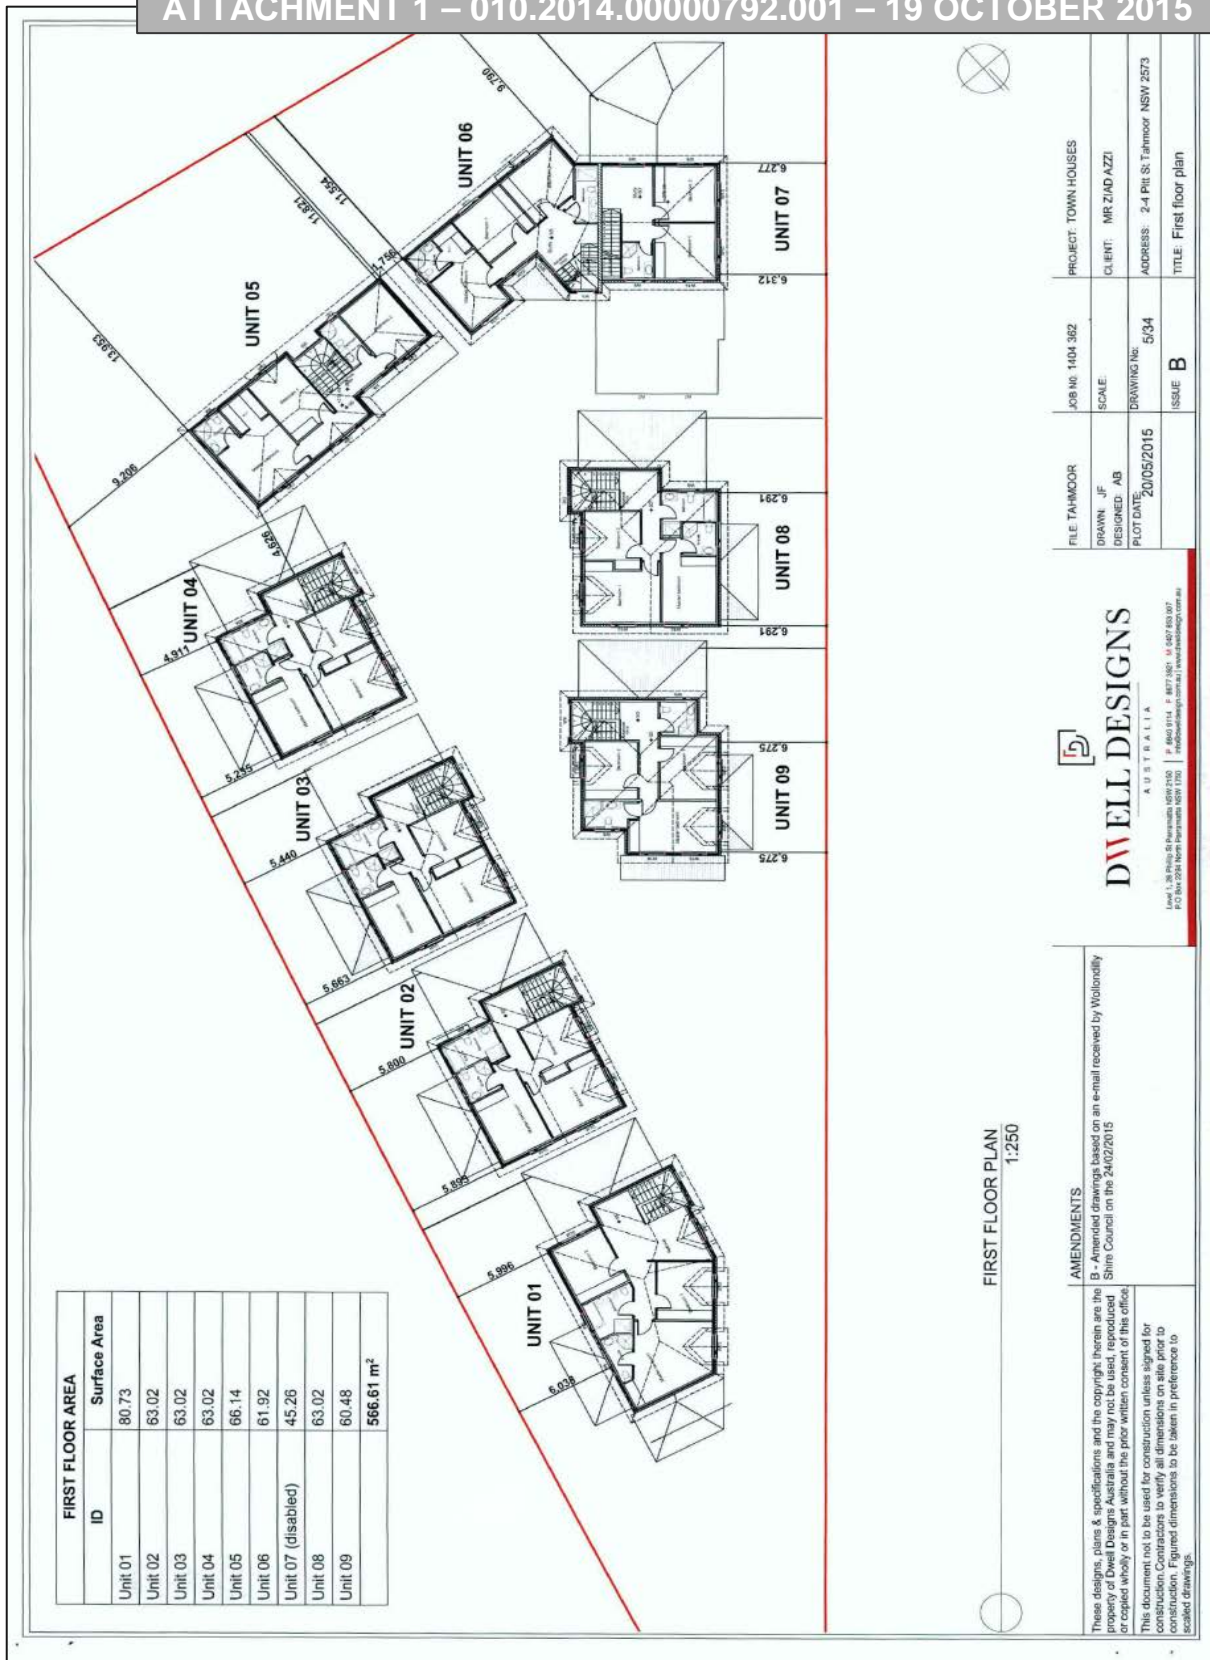 ATTACHMENT 1 – 010.2014.00000792.001 – 19 OCTOBER 2015
FIRST FLOOR AREA
ID Surface Area
Unit 01 80.73
Unit 02 63.02
Unit 03 63.02
Unit 04 63.02
Unit 05 66.14
Unit 06 61.92
Unit 07 (disabled) 45.26
Unit 08 63.02
Unit 09 60.48
566.61 m²
UNIT 01
6,038
5,996
UNIT 02
5,895
5,800
UNIT 03
5,663
5,440
UNIT 04
5,255
4,911
4,626
UNIT 05
9,206
13,953
1,756
11,821
11,554
UNIT 06
9,790
UNIT 07
6,312
6,277
UNIT 08
6,291
6,291
UNIT 09
6,275
6,275
FIRST FLOOR PLAN
1:250
These designs, plans & specifications and the copyright therein are the
property of Dwell Designs Australia and may not be used, reproduced
or copied wholly or in part without the prior written consent of this office.
This document not to be used for construction unless signed for
construction.Contractors to verify all dimensions on site prior to
construction. Figured dimensions to be taken in preference to
scaled drawings.
AMENDMENTS
B - Amended drawings based on an e-mail received by Wollondilly
Shire Council on the 24/02/2015
DWELL DESIGNS
AUSTRALIA
FILE: TAHMOOR
JOB NO. 1404 362
PROJECT: TOWN HOUSES
DRAWN: JF
DESIGNED: AB
SCALE:
CLIENT: MR ZIAD AZZI
PLOT DATE: 20/05/2015
DRAWING No: 5/34
ADDRESS: 2-4 Pitt St, Tahmoor NSW 2573
ISSUE B
TITLE: First floor plan